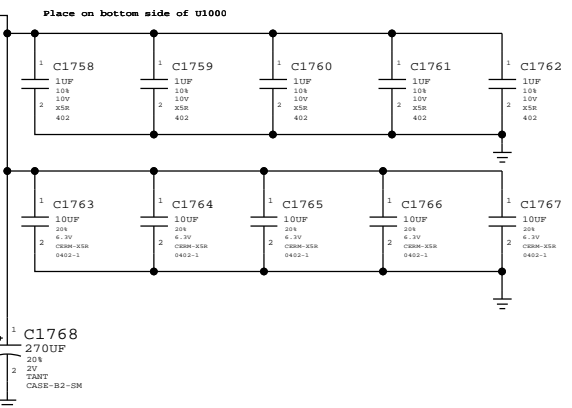 Place on bottom side of U1000
1 C1758
1UF
10%
10V
2 X5R
402
1 C1759
1UF
10%
10V
2 X5R
402
1 C1760
1UF
10%
10V
2 X5R
402
1 C1761
1UF
10%
10V
2 X5R
402
1 C1762
1UF
10%
10V
2 X5R
402
1 C1763
10UF
20%
6.3V
2 CERM-X5R
0402-1
1 C1764
10UF
20%
6.3V
2 CERM-X5R
0402-1
1 C1765
10UF
20%
6.3V
2 CERM-X5R
0402-1
1 C1766
10UF
20%
6.3V
2 CERM-X5R
0402-1
1 C1767
10UF
20%
6.3V
2 CERM-X5R
0402-1
1 C1768
+ 270UF
20%
2 2V
TANT
CASE-B2-SM